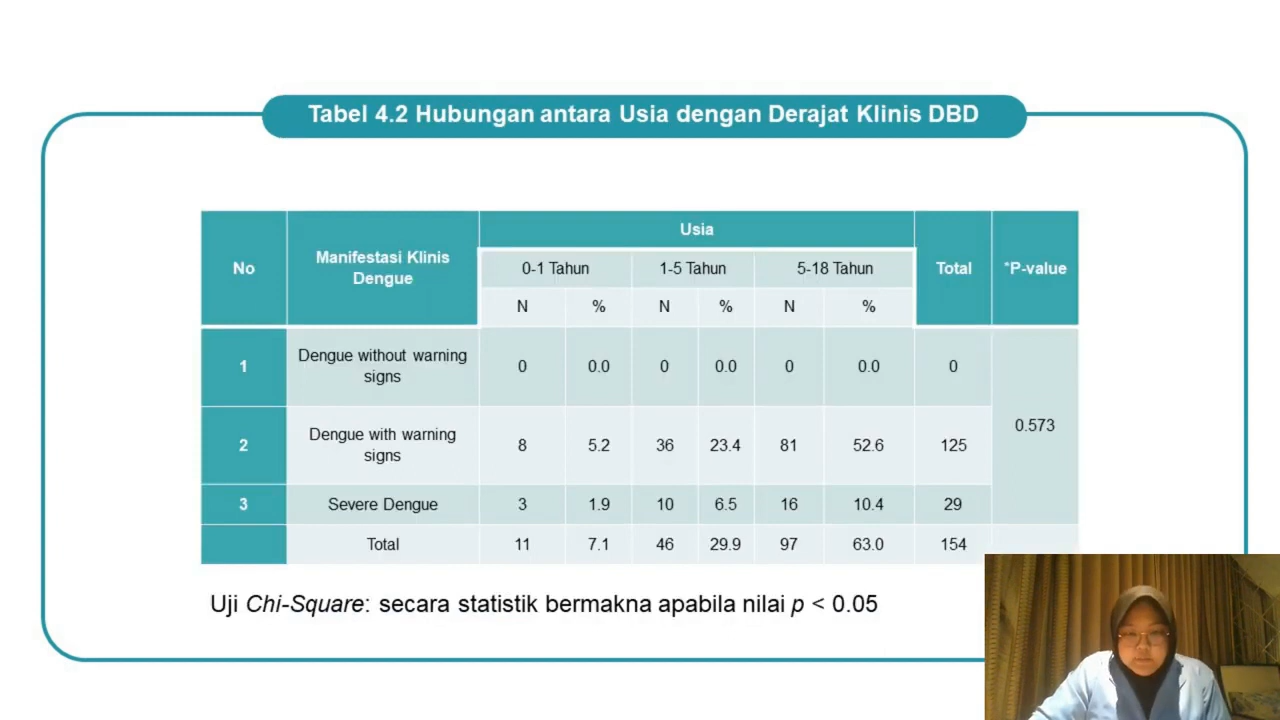 Tabel 4.2 Hubungan antara Usia dengan Derajat Klinis DBD
No
Manifestasi Klinis
Dengue
Usia
Total
*P-value
0-1 Tahun
1-5 Tahun
5-18 Tahun
N % N % N %
1
Dengue without warning
signs
0 0.0 0 0.0 0 0.0 0
0.573
2
Dengue with warning
signs
8 5.2 36 23.4 81 52.6 125
3 Severe Dengue 3 1.9 10 6.5 16 10.4 29
Total 11 7.1 46 29.9 97 63.0 154
Uji Chi-Square: secara statistik bermakna apabila nilai p < 0.05